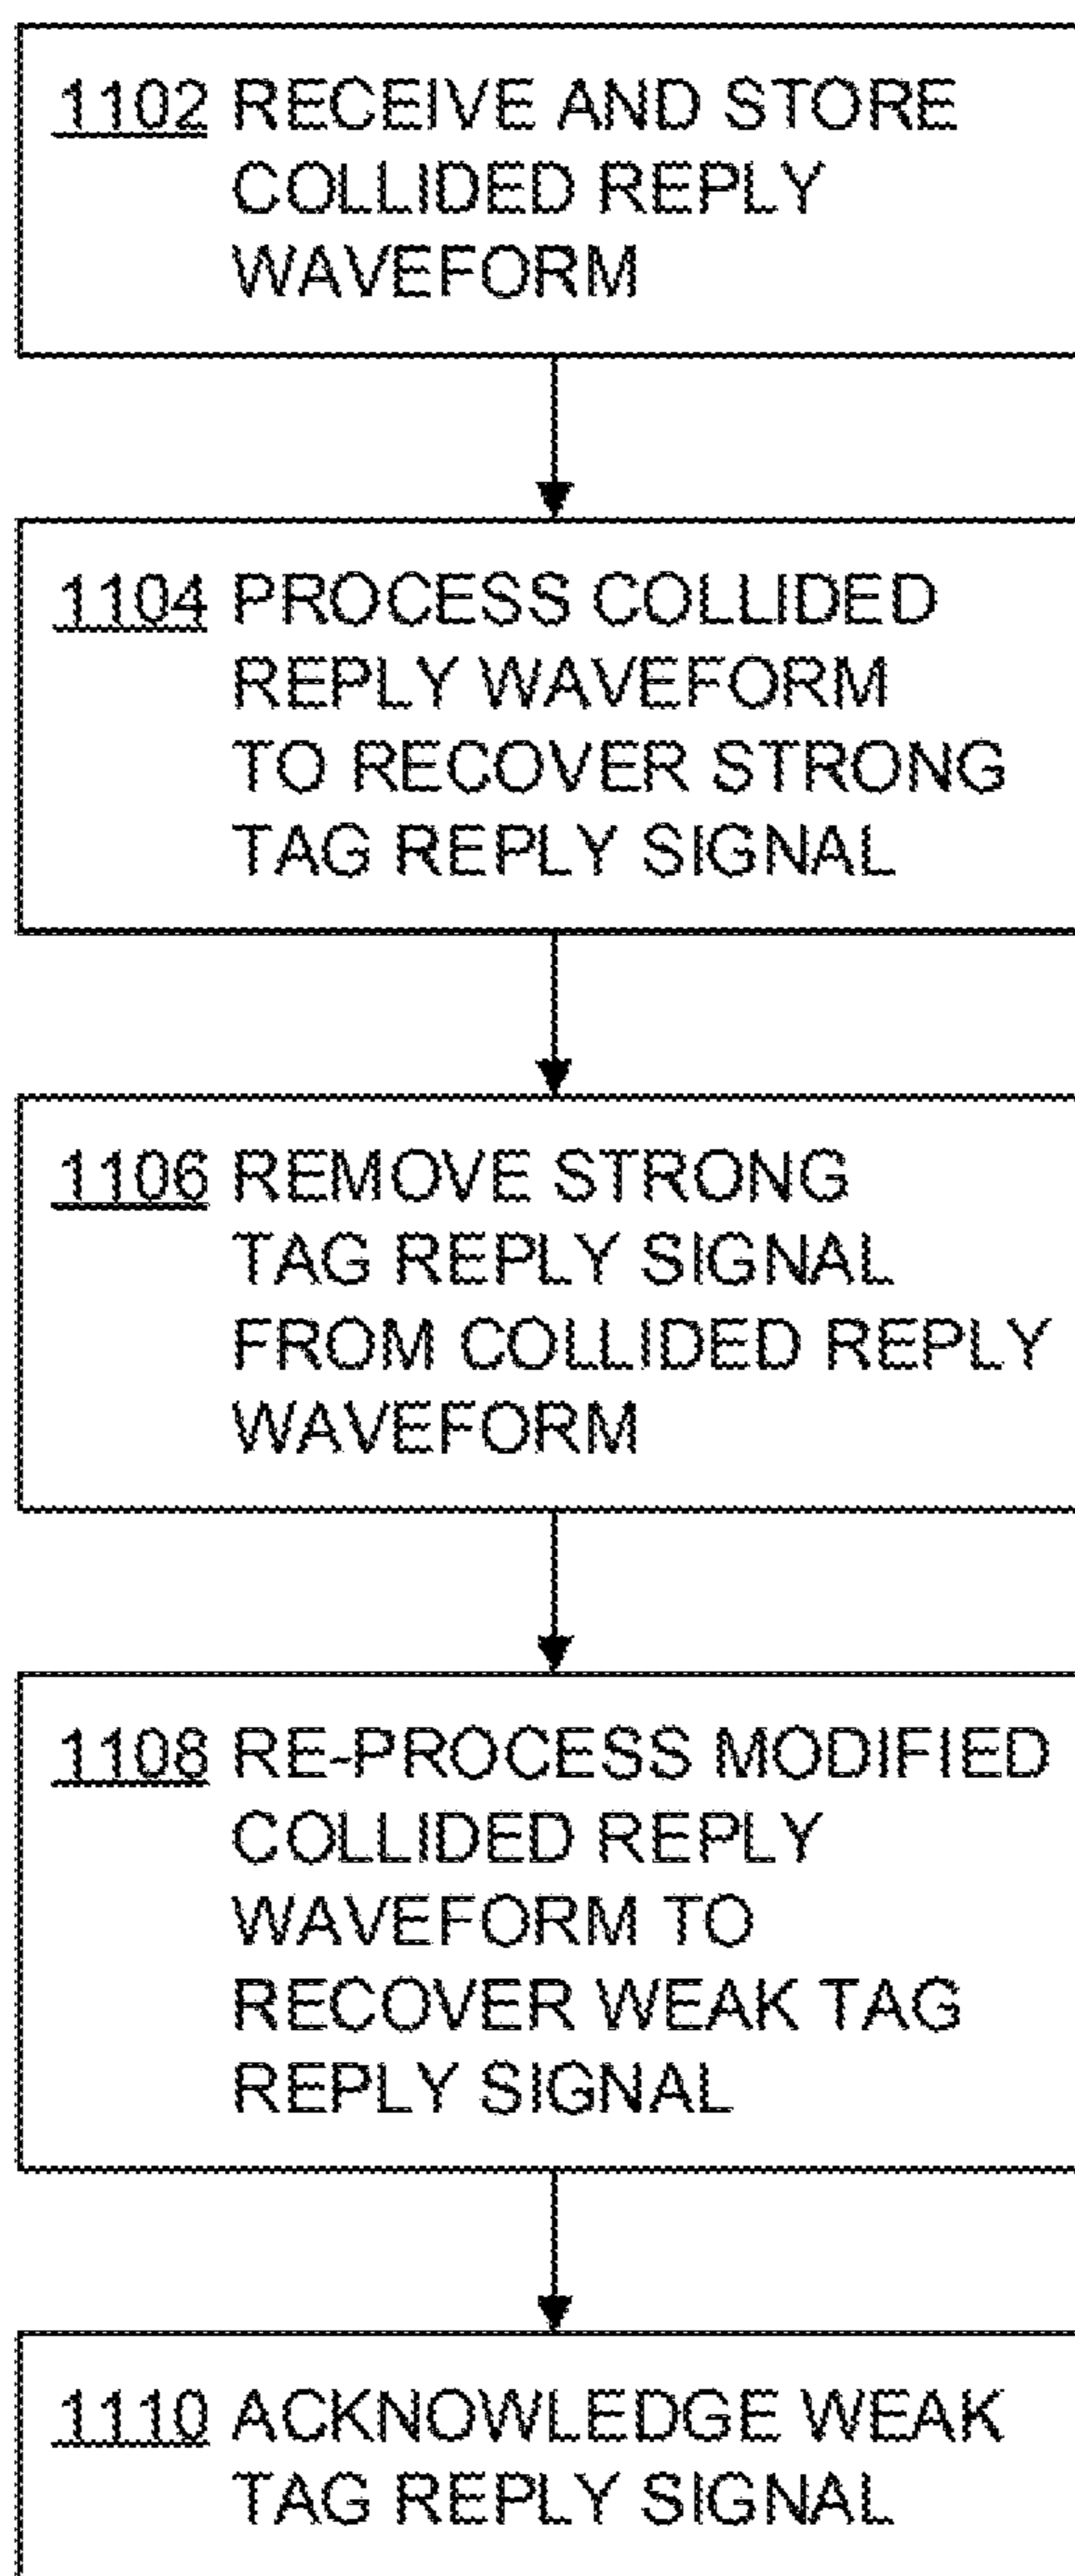 1102 RECEIVE AND STORE
COLLIDED REPLY
WAVEFORM
1104 PROCESS COLLIDED
REPLY WAVEFORM
TO RECOVER STRONG
TAG REPLY SIGNAL
1106 REMOVE STRONG
TAG REPLY SIGNAL
FROM COLLIDED REPLY
WAVEFORM
1108 RE-PROCESS MODIFIED
COLLIDED REPLY
WAVEFORM TO
RECOVER WEAK TAG
REPLY SIGNAL
1110 ACKNOWLEDGE WEAK
TAG REPLY SIGNAL